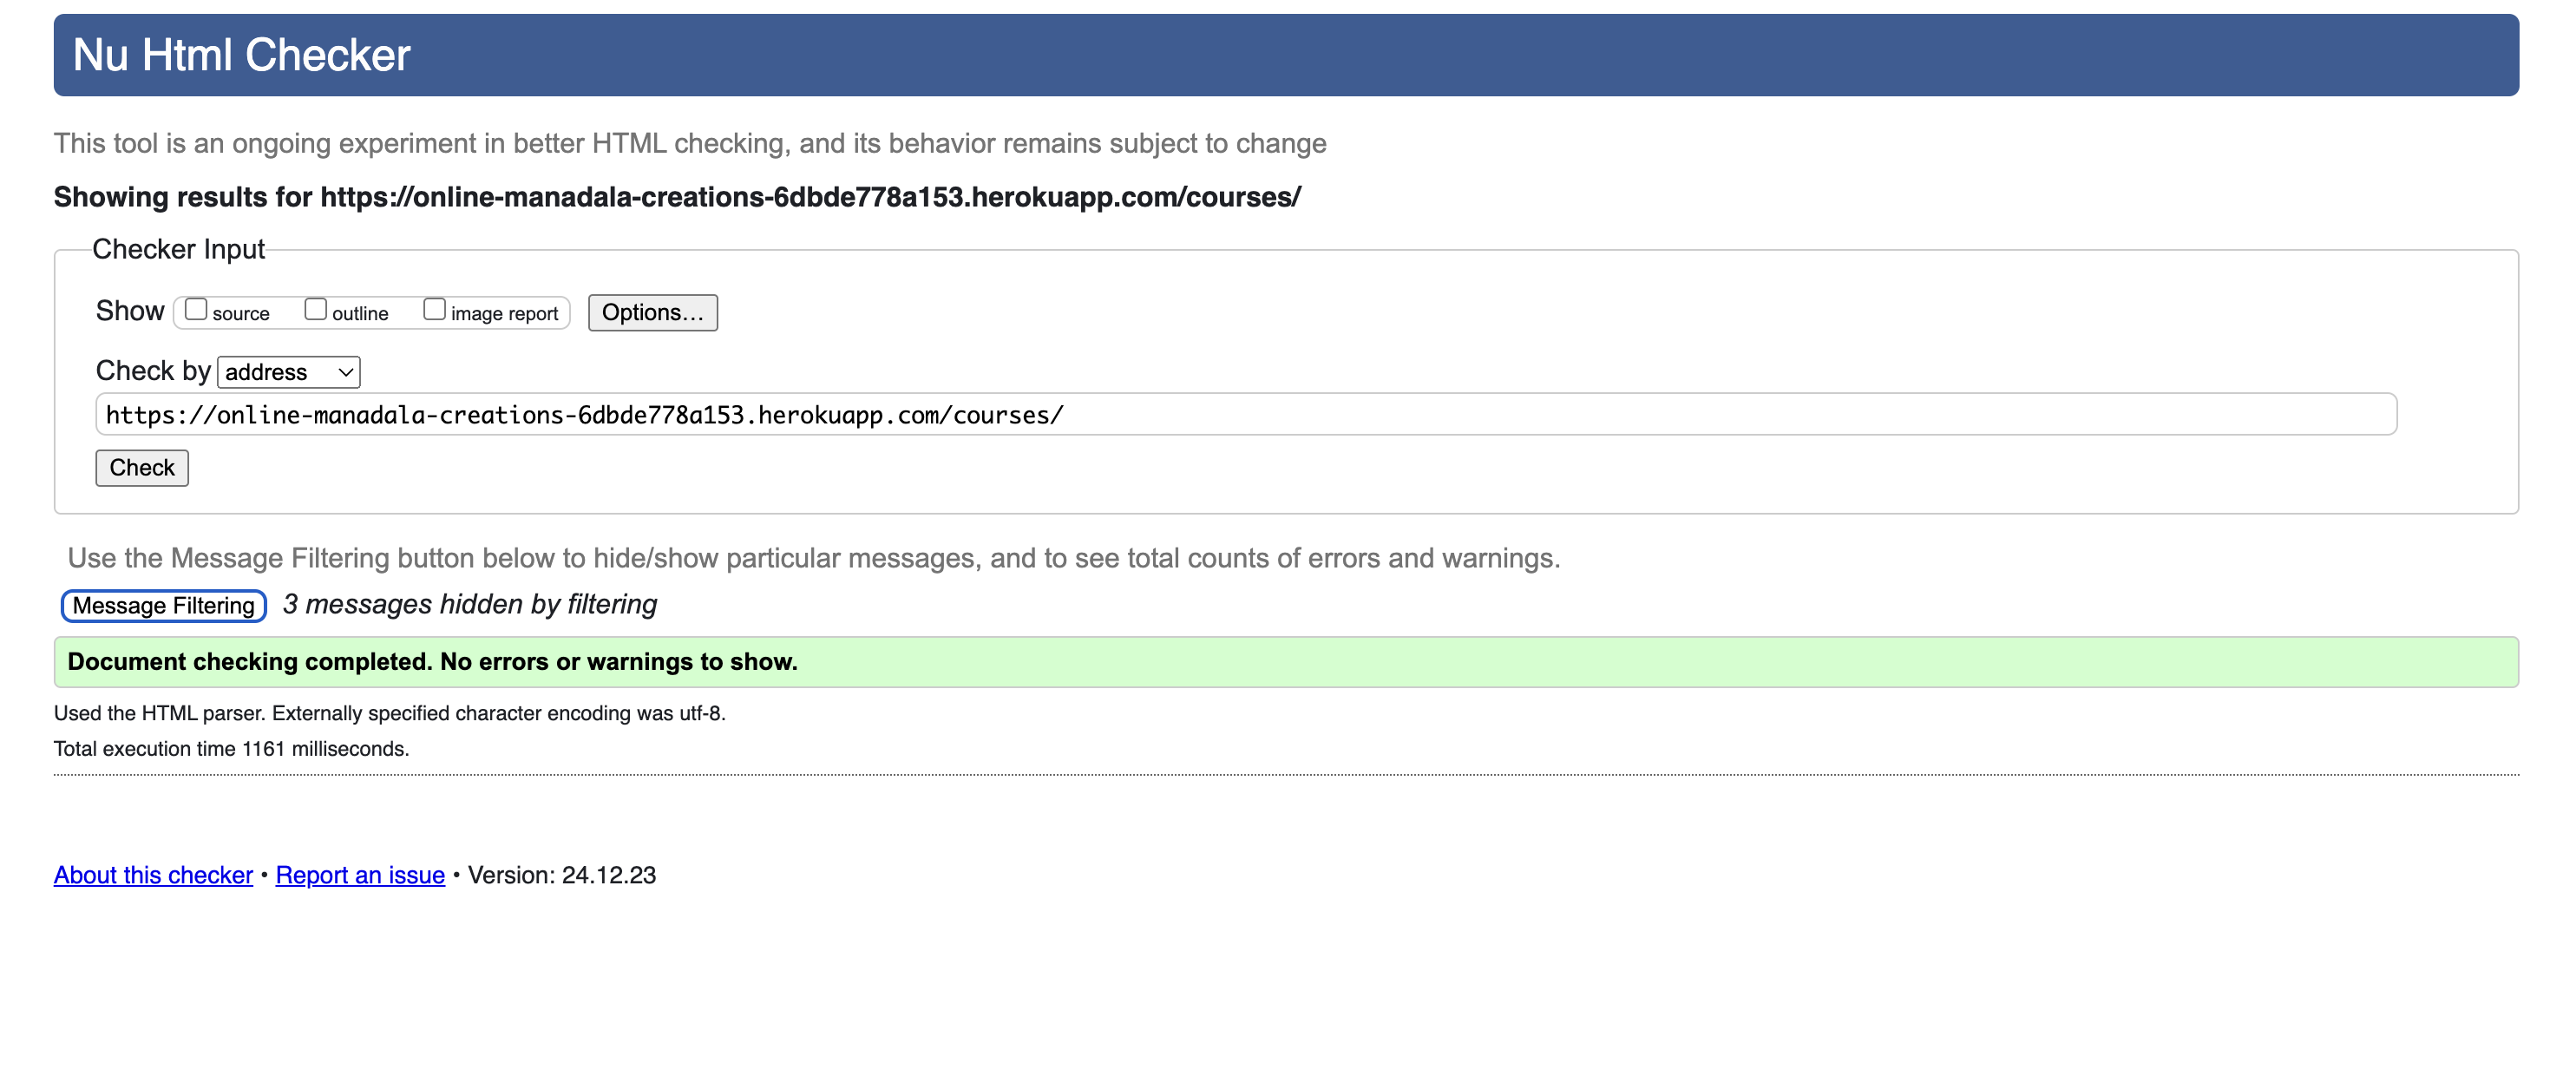 Nu Html Checker
This tool is an ongoing experiment in better HTML checking, and its behavior remains subject to change
Showing results for https://online-manadala-creations-6dbde778a153.herokuapp.com/courses/
Checker Input
Show source outline image report Options...
Check by address
https://online-manadala-creations-6dbde778a153.herokuapp.com/courses/
Check
Use the Message Filtering button below to hide/show particular messages, and to see total counts of errors and warnings.
Message Filtering 3 messages hidden by filtering
Document checking completed. No errors or warnings to show.
Used the HTML parser. Externally specified character encoding was utf-8.
Total execution time 1161 milliseconds.
About this checker • Report an issue • Version: 24.12.23